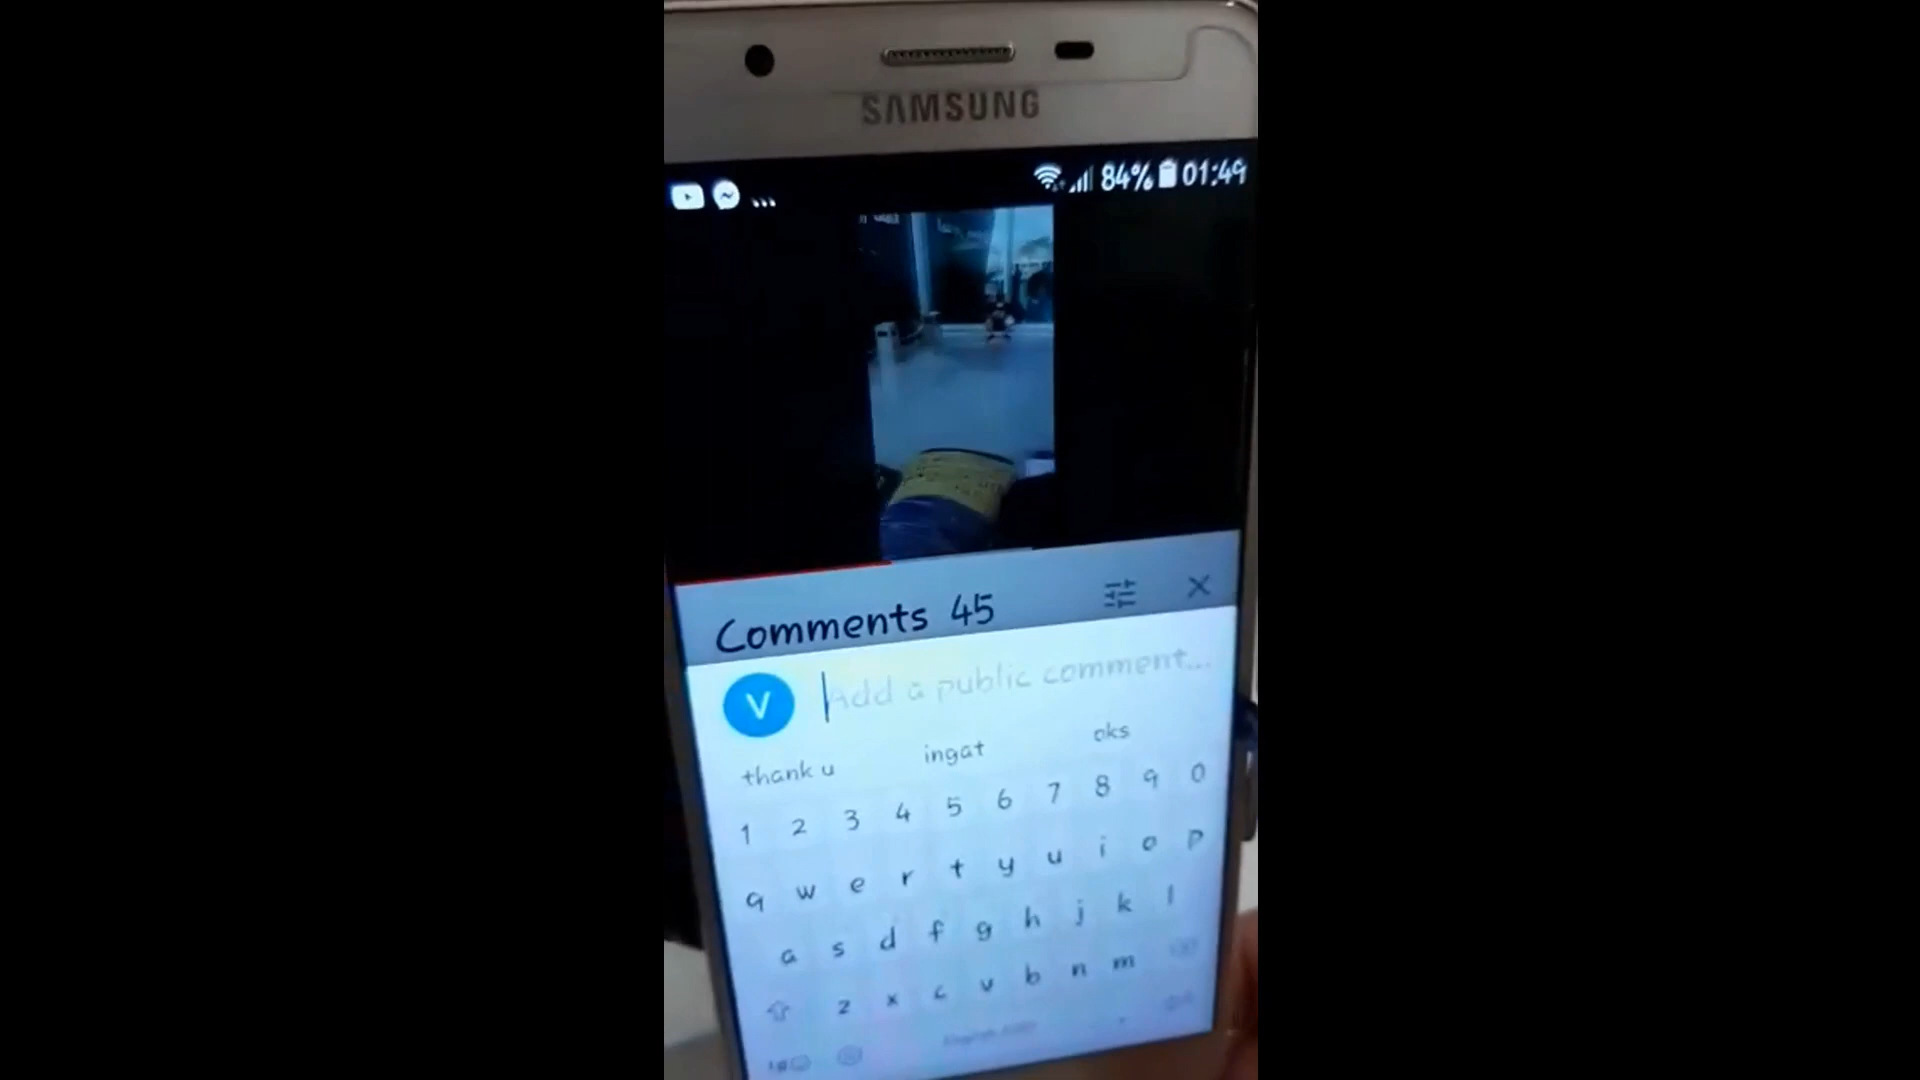 SAMSUNG
84% 01:49
Comments 45
V Add a public comment...
thank u ingat oks
1 2 3 4 5 6 7 8 9 0
q w e r t y u i o p
a s d f g h j k l
z x c v b n m